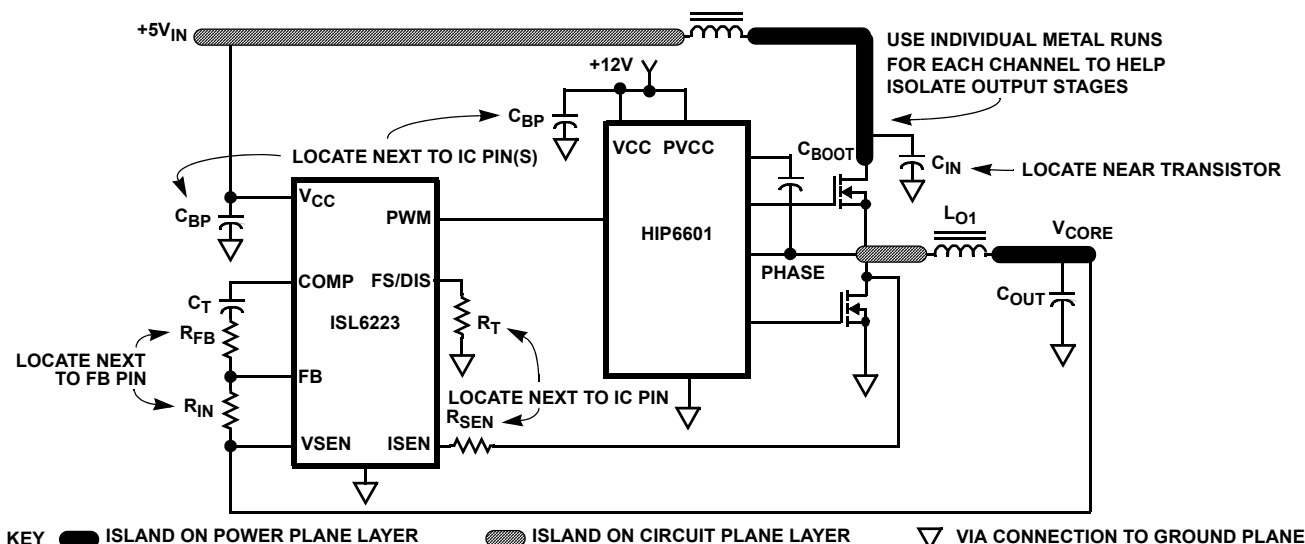 +5VIN
USE INDIVIDUAL METAL RUNS
FOR EACH CHANNEL TO HELP
ISOLATE OUTPUT STAGES
+12V
CBP
LOCATE NEXT TO IC PIN(S)
VCC PVCC
CBOOT
CIN
LOCATE NEAR TRANSISTOR
CBP
VCC
PWM
HIP6601
LO1
VCORE
PHASE
COUT
COMP
FS/DIS
CT
RFB
ISL6223
RT
LOCATE NEXT
TO FB PIN
FB
RIN
LOCATE NEXT TO IC PIN
RSEN
VSEN
ISEN
KEY
ISLAND ON POWER PLANE LAYER
ISLAND ON CIRCUIT PLANE LAYER
VIA CONNECTION TO GROUND PLANE